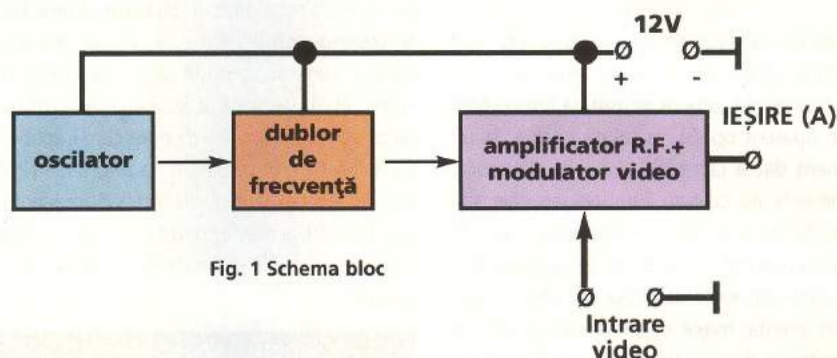 12V
Ø Ø
+ -
IEȘIRE (A)
oscilator
dublor
de
frecvență
amplificator R.F.+
modulator video
Ø
Fig. 1 Schema bloc
Ø Ø
Intrare
video